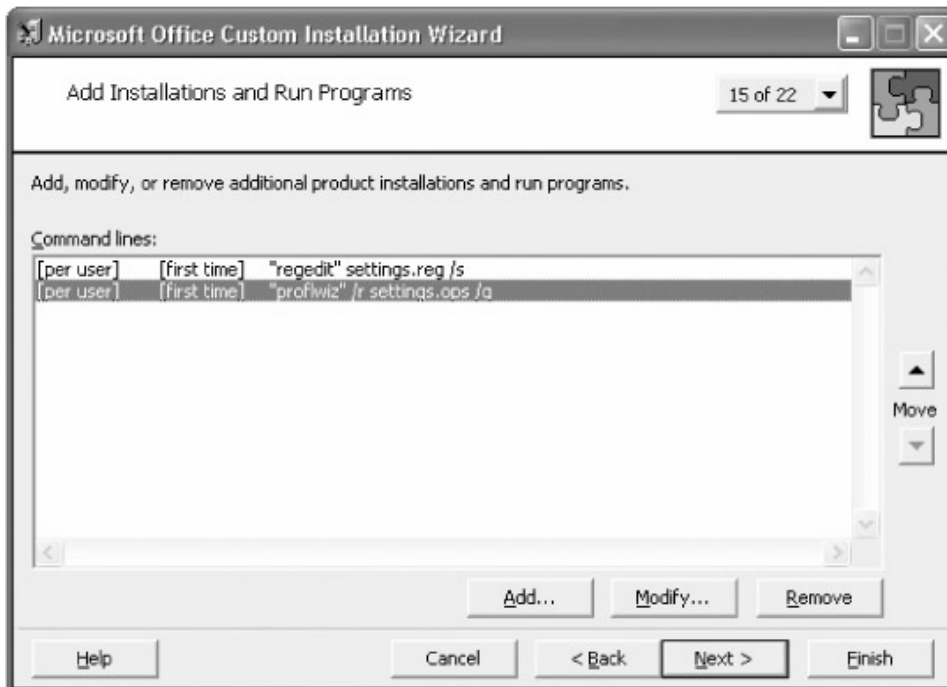 Microsoft Office Custom Installation Wizard
Add Installations and Run Programs
15 of 22
Add, modify, or remove additional product installations and run programs.
Command lines:
[per user] [first time] "regedit" settings.reg /s
[per user] [first time] "proflwiz" /r settings.ops /q
Move
Add... Modify... Remove
Help Cancel < Back Next > Finish